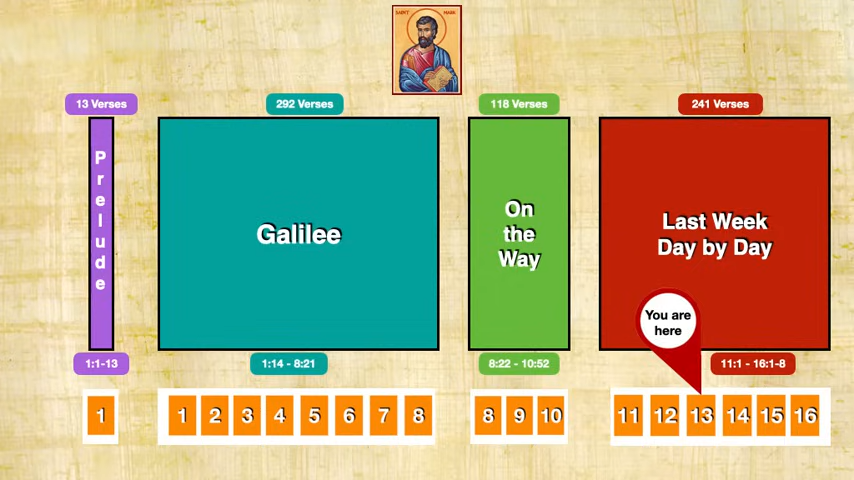 SAINT MARK
13 Verses
292 Verses
118 Verses
241 Verses
Prelude
Galilee
On
the
Way
Last Week
Day by Day
You are
here
1:1-13
1:14 - 8:21
8:22 - 10:52
11:1 - 16:1-8
1
1 2 3 4 5 6 7 8
8 9 10
11 12 13 14 15 16